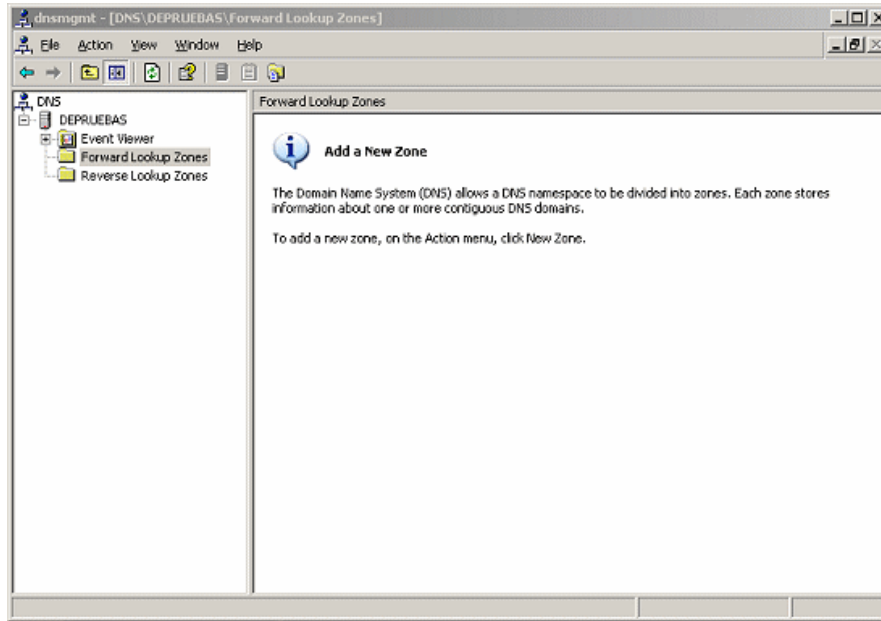 dnsmgmt - [DNS\DEPRUEBAS\Forward Lookup Zones]
File Action View Window Help
DNS
DEPRUEBAS
Event Viewer
Forward Lookup Zones
Reverse Lookup Zones
Forward Lookup Zones
Add a New Zone
The Domain Name System (DNS) allows a DNS namespace to be divided into zones. Each zone stores
information about one or more contiguous DNS domains.
To add a new zone, on the Action menu, click New Zone.